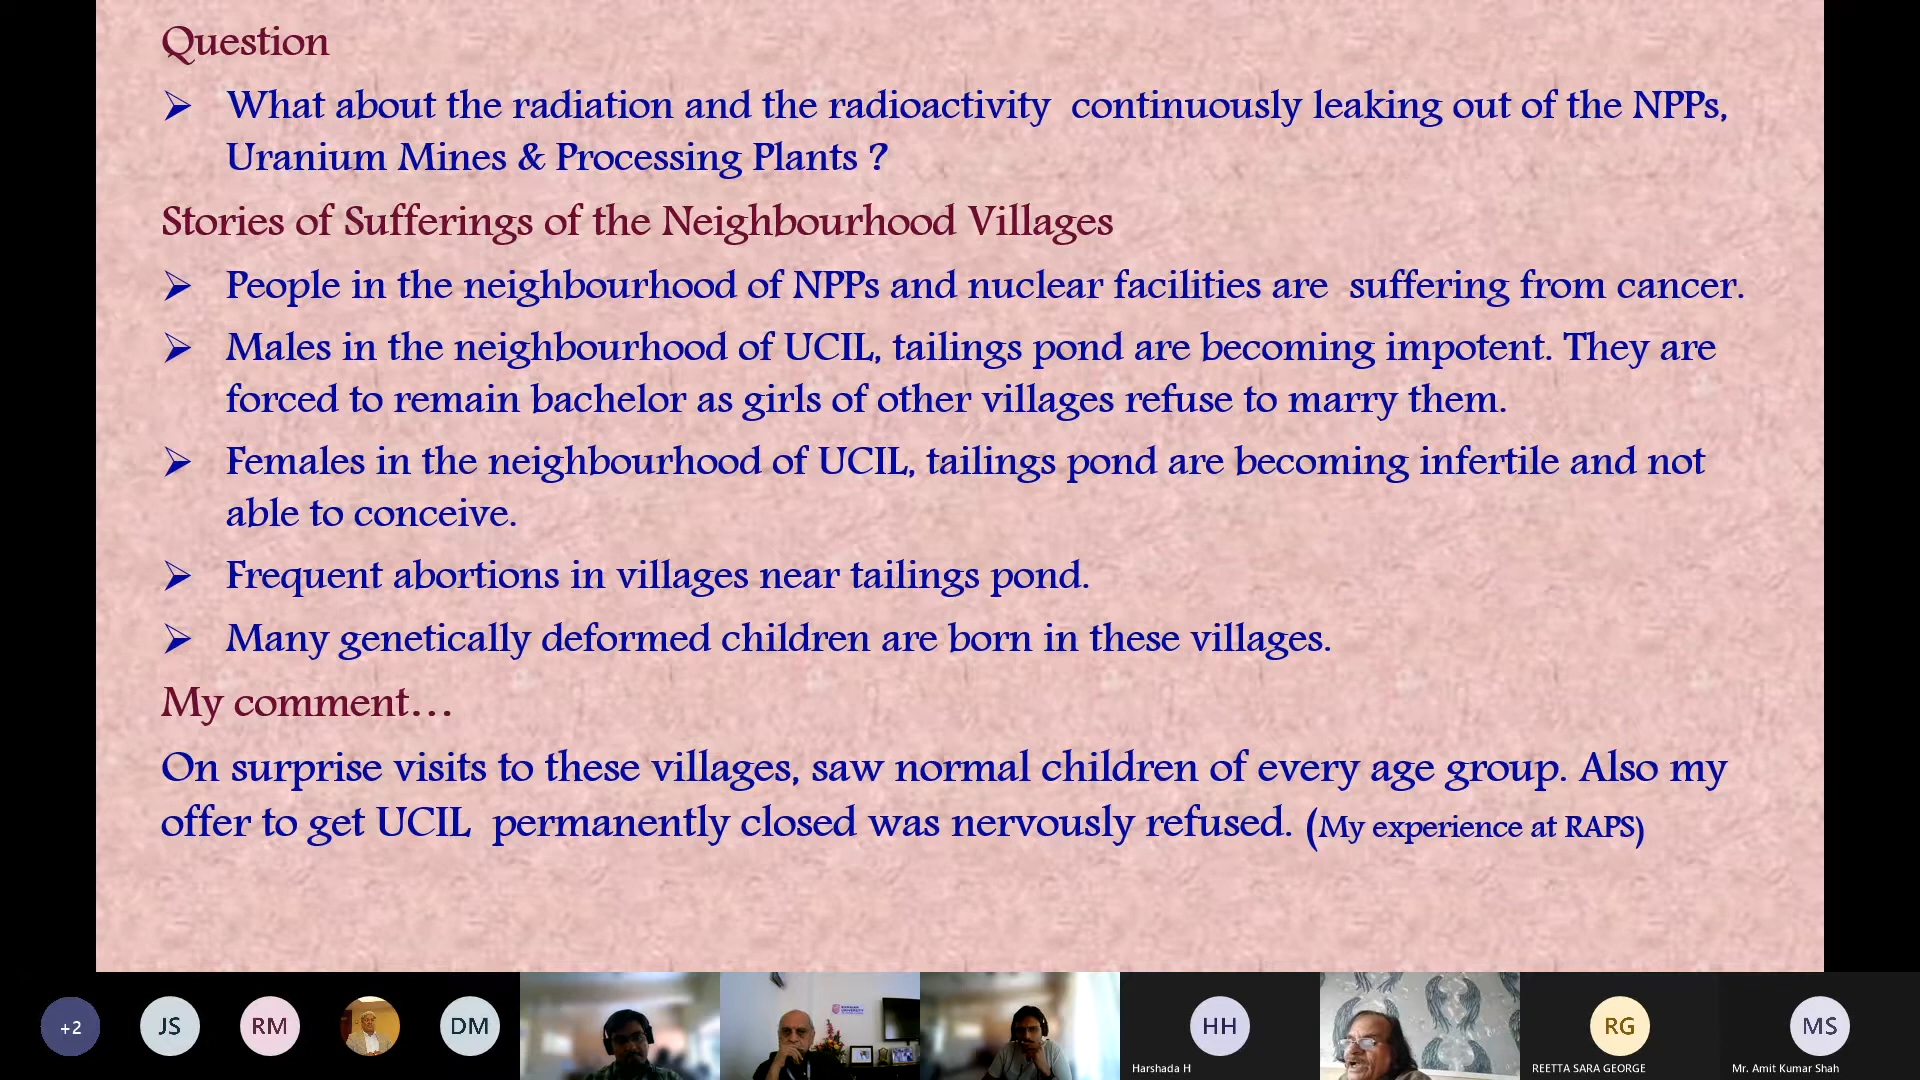 Question
➢ What about the radiation and the radioactivity continuously leaking out of the NPPs,
Uranium Mines & Processing Plants ?
Stories of Sufferings of the Neighbourhood Villages
➢ People in the neighbourhood of NPPs and nuclear facilities are suffering from cancer.
➢ Males in the neighbourhood of UCIL, tailings pond are becoming impotent. They are
forced to remain bachelor as girls of other villages refuse to marry them.
➢ Females in the neighbourhood of UCIL, tailings pond are becoming infertile and not
able to conceive.
➢ Frequent abortions in villages near tailings pond.
➢ Many genetically deformed children are born in these villages.
My comment...
On surprise visits to these villages, saw normal children of every age group. Also my
offer to get UCIL permanently closed was nervously refused. (My experience at RAPS)
+2
JS
RM
DM
HH
Harshada H
RG
REETTA SARA GEORGE
MS
Mr. Amit Kumar Shah